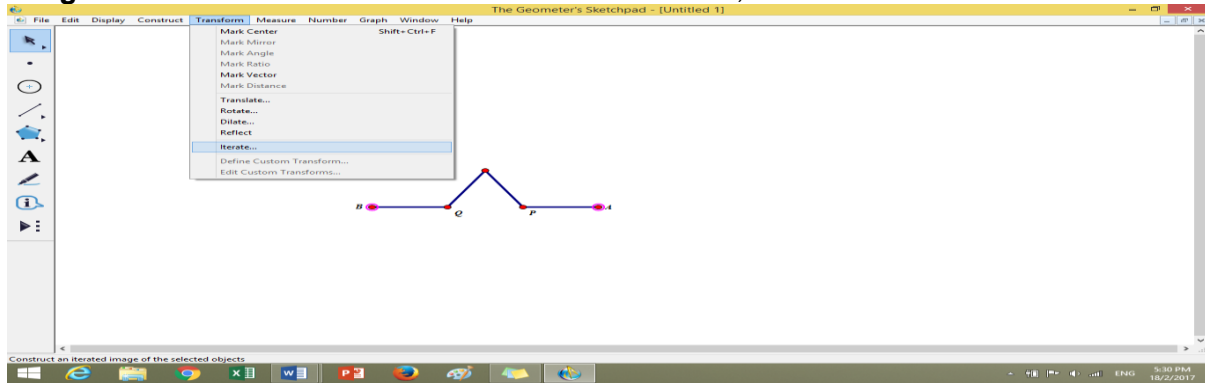 The Geometer's Sketchpad - [Untitled 1]
File Edit Display Construct Transform Measure Number Graph Window Help
Mark Center Shift+Ctrl+F
Mark Mirror
Mark Angle
Mark Ratio
Mark Vector
Mark Distance
Translate...
Rotate...
Dilate...
Reflect
Iterate...
Define Custom Transform...
Edit Custom Transforms...
A
B Q P A
Construct an iterated image of the selected objects
ENG 5:30 PM
18/2/2017